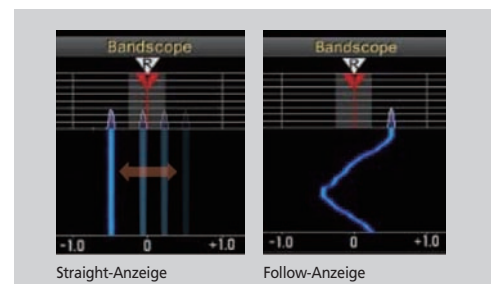 Bandscope
R
-1.0 0 +1.0
Straight-Anzeige
Bandscope
R
-1.0 0 +1.0
Follow-Anzeige